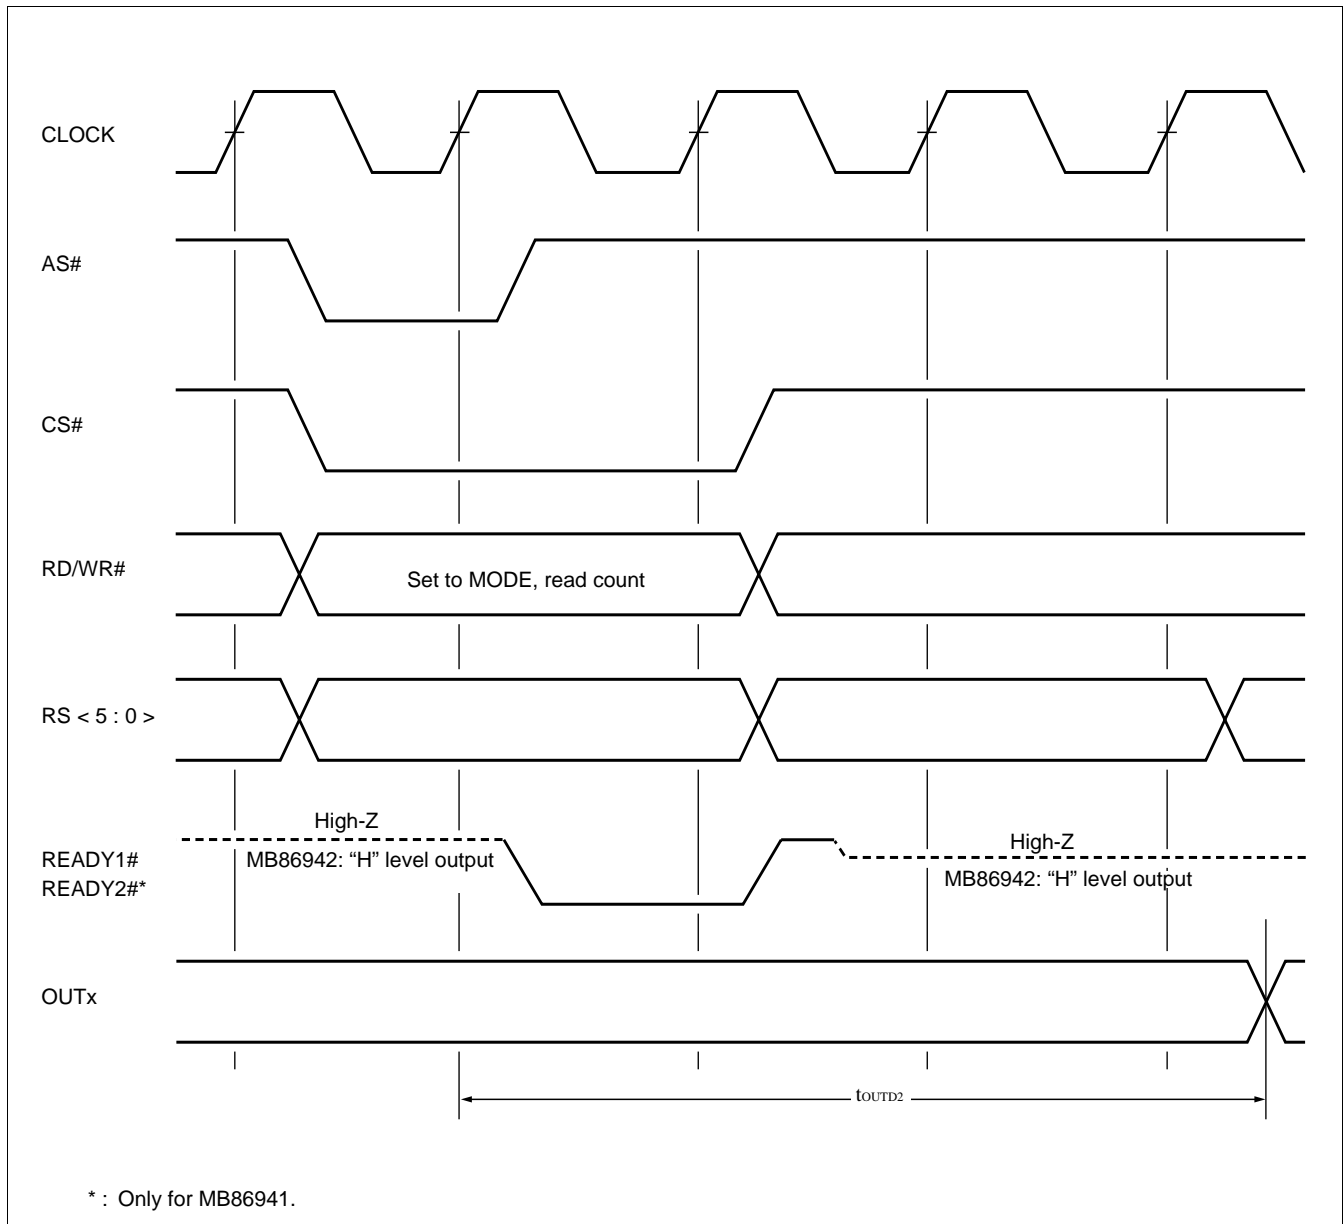 CLOCK
AS#
CS#
RD/WR#
Set to MODE, read count
RS < 5 : 0 >
High-Z
High-Z
READY1#
MB86942: “H” level output
READY2#*
MB86942: “H” level output
OUTx
tOUTD2
* : Only for MB86941.